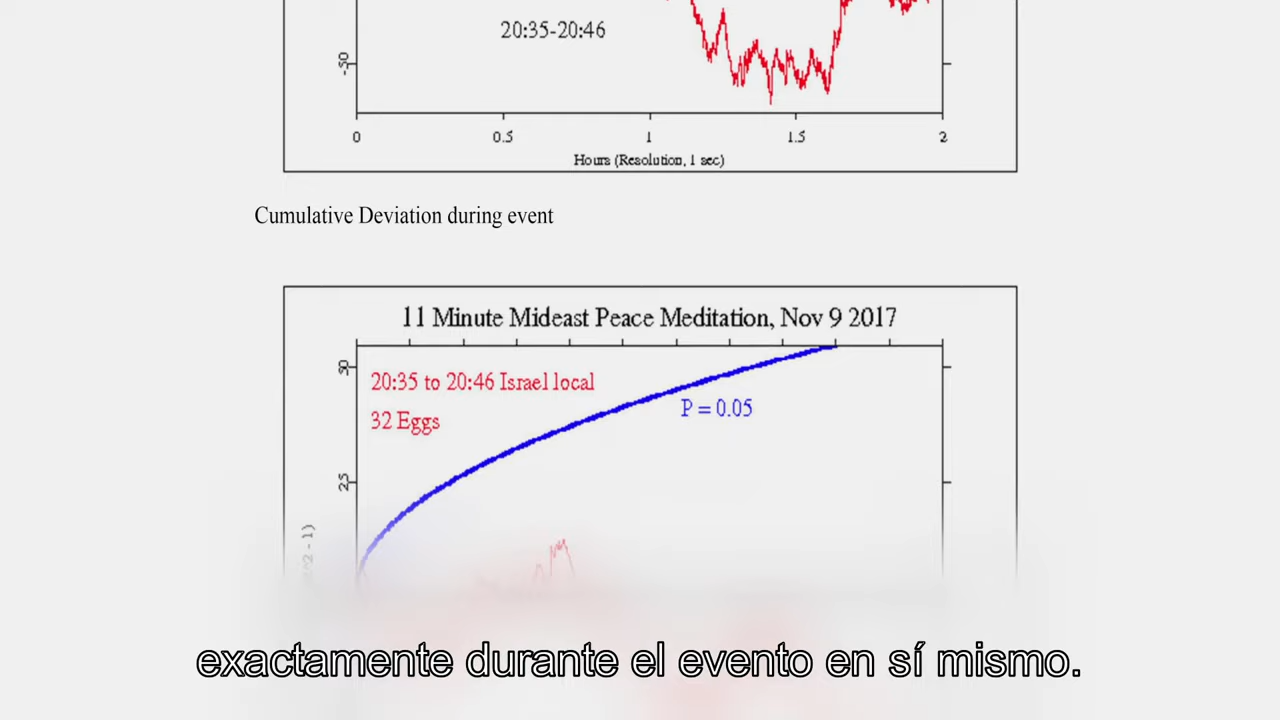 20:35-20:46
-50
0 0.5 1 1.5 2
Hours (Resolution, 1 sec)
Cumulative Deviation during event
11 Minute Mideast Peace Meditation, Nov 9 2017
50
20:35 to 20:46 Israel local
P = 0.05
32 Eggs
25
^2 - 1)
exactamente durante el evento en sí mismo.